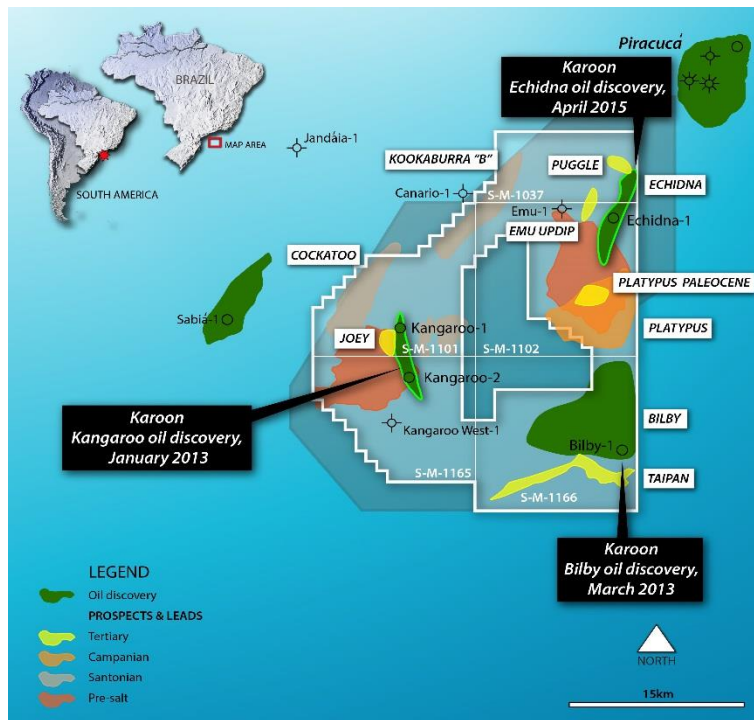 Piracucá
BRAZIL
Karoon
Echidna oil discovery,
April 2015
Jandáia-1
MAP AREA
SOUTH AMERICA
KOOKABURRA "B"
PUGGLE
Canario-1
S-M-1037
ECHIDNA
Emu-1
Echidna-1
EMU UPDIP
COCKATOO
PLATYPUS PALEOCENE
Sabiá-1
Kangaroo-1
PLATYPUS
JOEY
S-M-1101
S-M-1102
Kangaroo-2
Karoon
Kangaroo oil discovery,
January 2013
Kangaroo West-1
BILBY
Bilby-1
S-M-1165
TAIPAN
S-M-1166
Karoon
Bilby oil discovery,
March 2013
LEGEND
Oil discovery
PROSPECTS & LEADS
Tertiary
Campanian
Santonian
Pre-salt
NORTH
15km